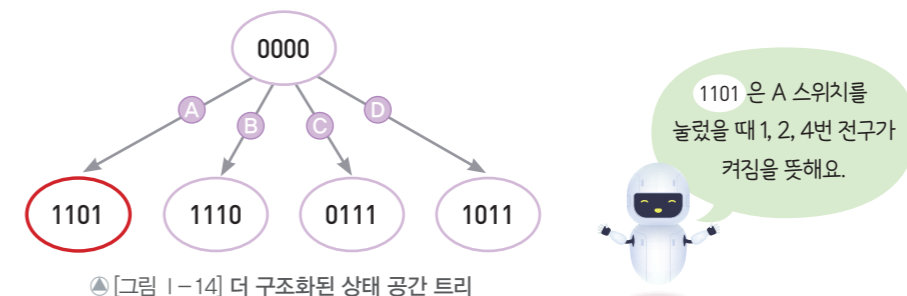 0000
A
B
C
D
1101
1110
0111
1011
1101 은 A 스위치를
눌렀을 때 1, 2, 4번 전구가
켜짐을 뜻해요.
[그림 Ⅰ-14] 더 구조화된 상태 공간 트리